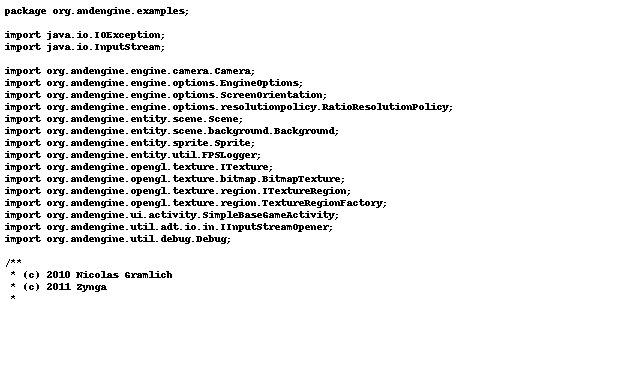 package org.andengine.examples;

import java.io.IOException;
import java.io.InputStream;

import org.andengine.engine.camera.Camera;
import org.andengine.engine.options.EngineOptions;
import org.andengine.engine.options.ScreenOrientation;
import org.andengine.engine.options.resolutionpolicy.RatioResolutionPolicy;
import org.andengine.entity.scene.Scene;
import org.andengine.entity.scene.background.Background;
import org.andengine.entity.sprite.Sprite;
import org.andengine.entity.util.FPSLogger;
import org.andengine.opengl.texture.ITexture;
import org.andengine.opengl.texture.bitmap.BitmapTexture;
import org.andengine.opengl.texture.region.ITextureRegion;
import org.andengine.opengl.texture.region.TextureRegionFactory;
import org.andengine.ui.activity.SimpleBaseGameActivity;
import org.andengine.util.adt.io.in.IInputStreamOpener;
import org.andengine.util.debug.Debug;

/**
 * (c) 2010 Nicolas Gramlich
 * (c) 2011 Zynga
 *